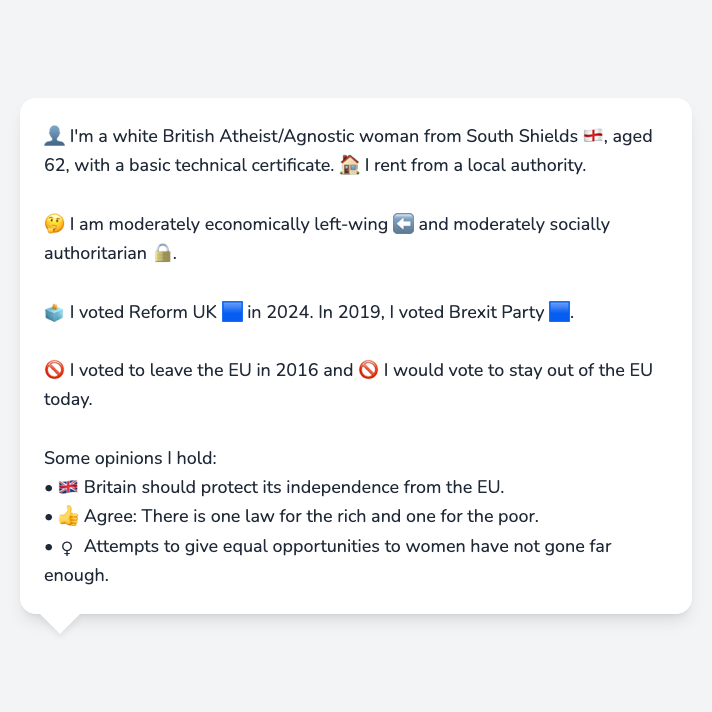 👤 I'm a white British Atheist/Agnostic woman from South Shields 🏴󠁧󠁢󠁥󠁮󠁧󠁿, aged
62, with a basic technical certificate. 🏠 I rent from a local authority.
🤔 I am moderately economically left-wing ⬅️ and moderately socially
authoritarian 🔒.
🗳️ I voted Reform UK 🟦 in 2024. In 2019, I voted Brexit Party 🟦.
🚫 I voted to leave the EU in 2016 and 🚫 I would vote to stay out of the EU
today.
Some opinions I hold:
• 🇬🇧 Britain should protect its independence from the EU.
• 👍 Agree: There is one law for the rich and one for the poor.
• ♀ Attempts to give equal opportunities to women have not gone far
enough.